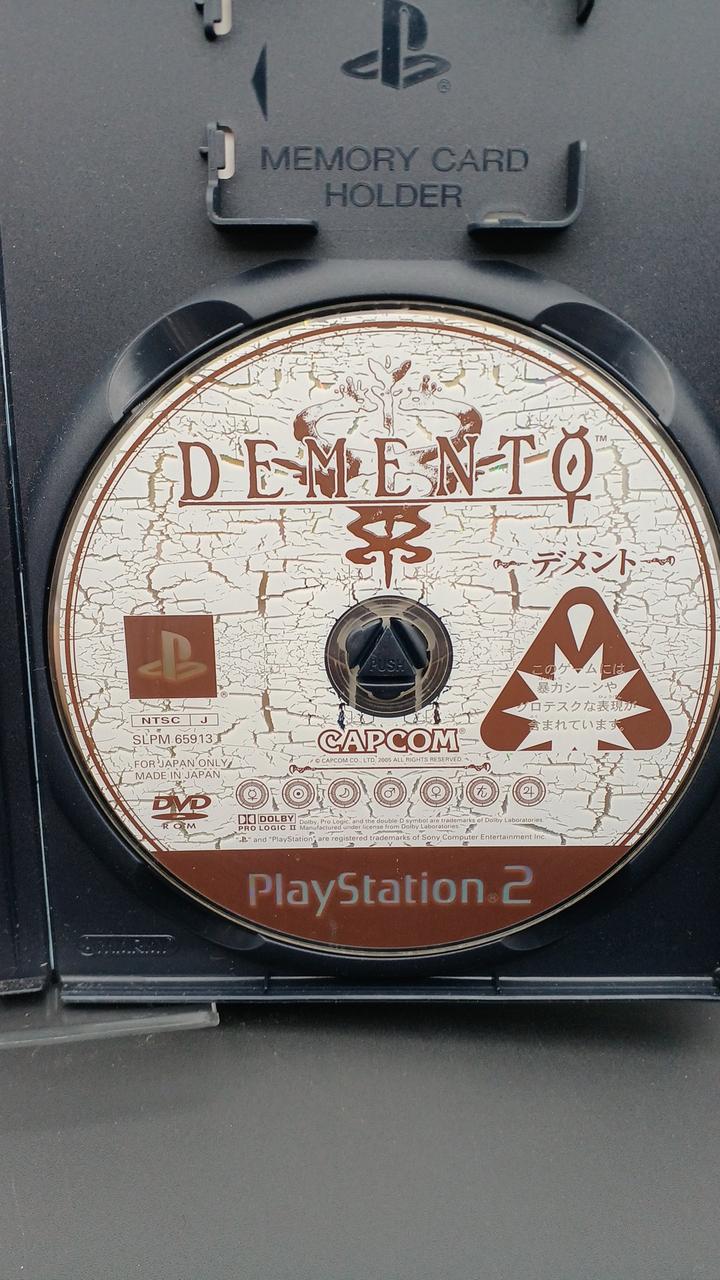 MEMORY CARD
HOLDER
DEMENTO™
デメント
PUSH
このゲームには
暴力シーンや
グロテスクな表現が
含まれています。
NTSC J
SLPM 65913
FOR JAPAN ONLY
MADE IN JAPAN
DVD
ROM
CAPCOM®
© CAPCOM CO., LTD. 2005 ALL RIGHTS RESERVED.
DOLBY
PRO LOGIC II
Dolby, Pro Logic, and the double D symbol are trademarks of Dolby Laboratories.
Manufactured under license from Dolby Laboratories.
"PS" and "PlayStation" are registered trademarks of Sony Computer Entertainment Inc.
PlayStation®2